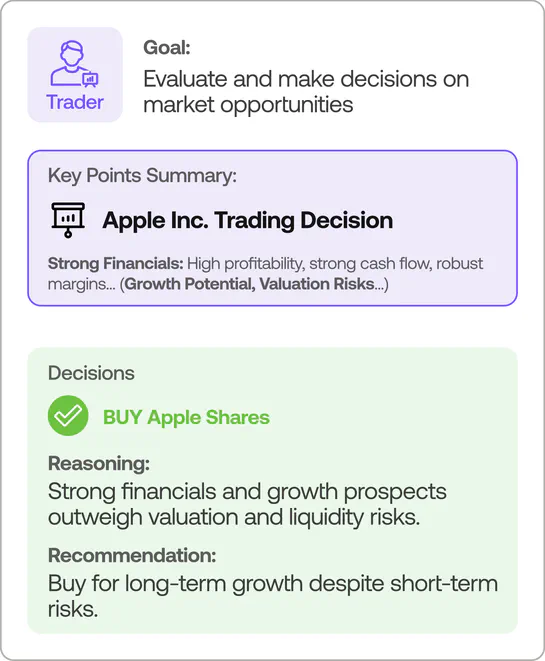 Trader
Goal:
Evaluate and make decisions on
market opportunities
Key Points Summary:
Apple Inc. Trading Decision
Strong Financials: High profitability, strong cash flow, robust
margins... (Growth Potential, Valuation Risks...)
Decisions
BUY Apple Shares
Reasoning:
Strong financials and growth prospects
outweigh valuation and liquidity risks.
Recommendation:
Buy for long-term growth despite short-term
risks.